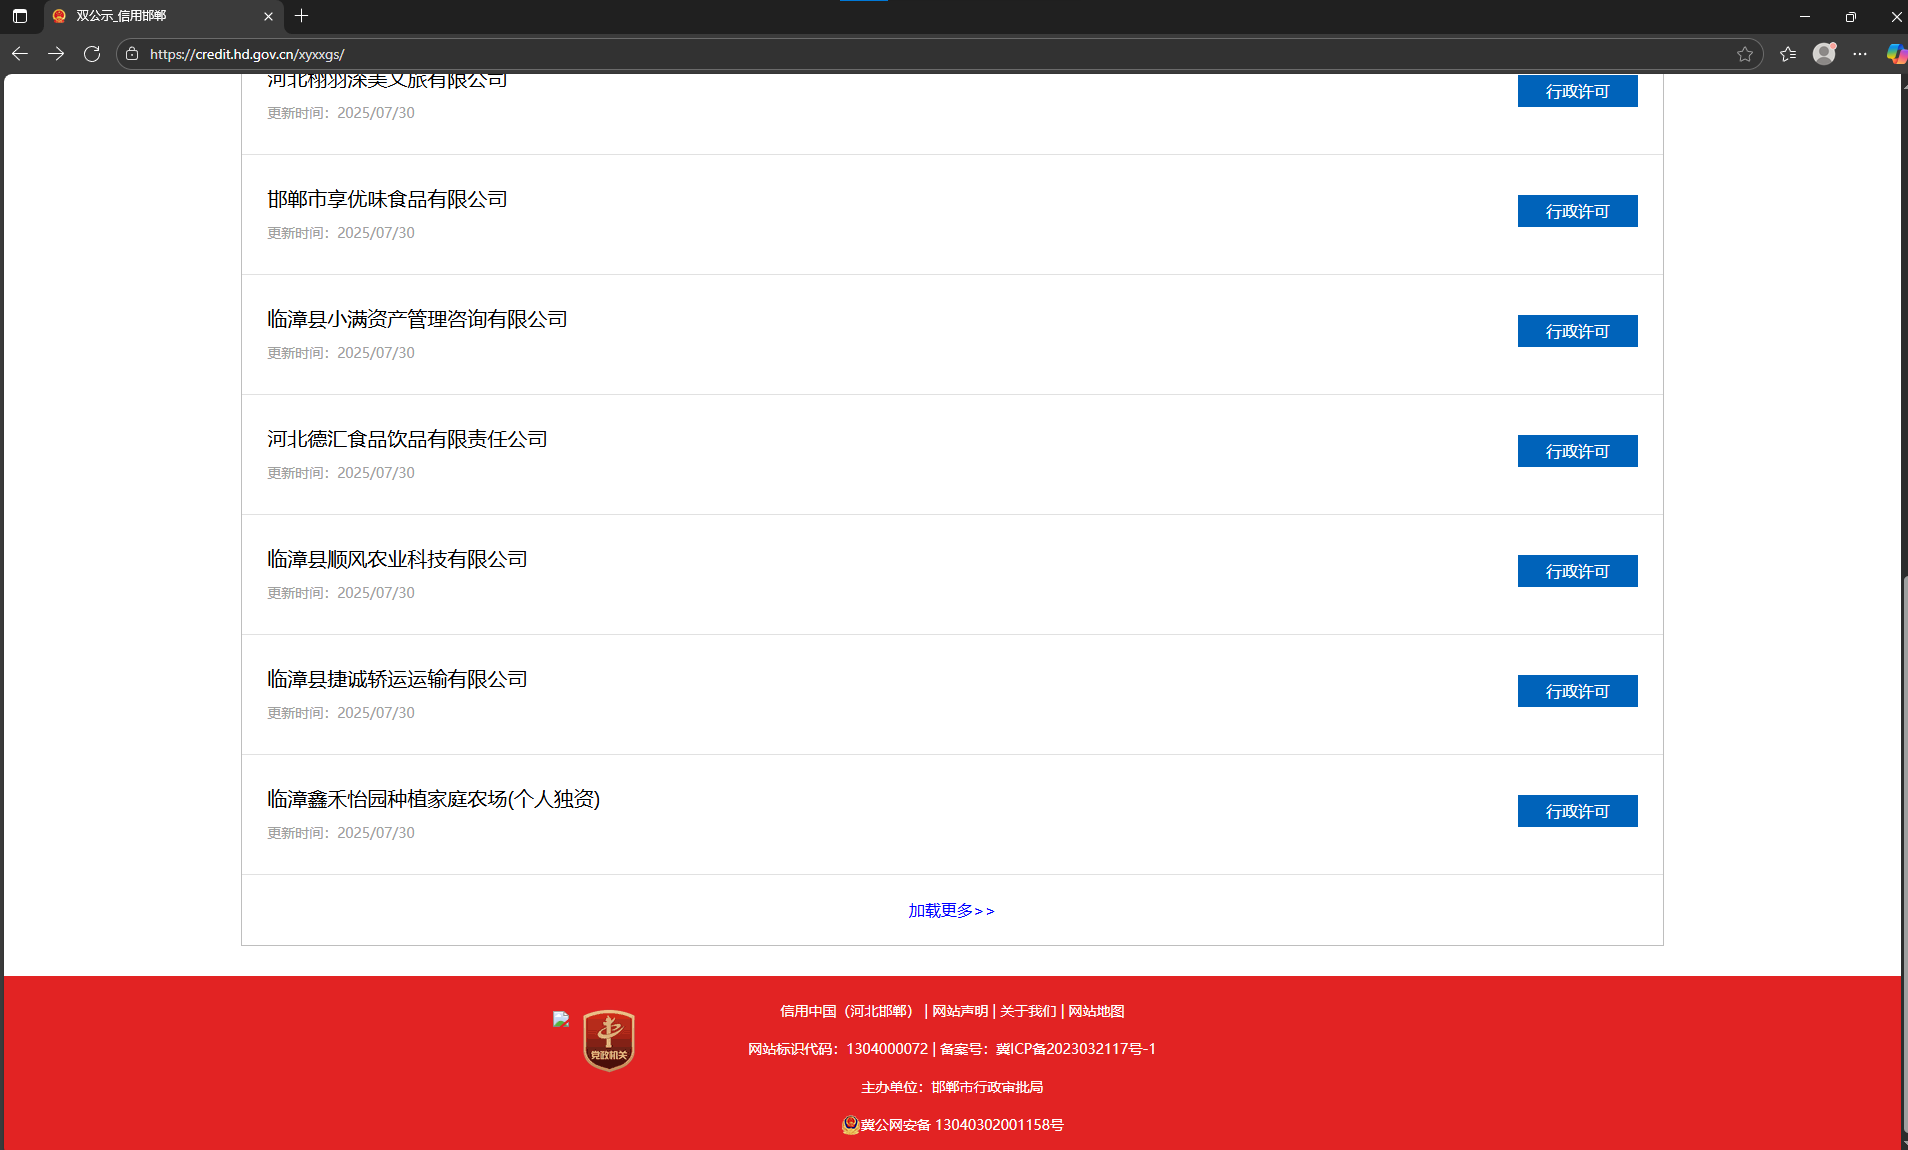 双公示_信用邯郸
https://credit.hd.gov.cn/xyxxgs/
河北栩羽深美文旅有限公司
行政许可
更新时间：2025/07/30
邯郸市享优味食品有限公司
行政许可
更新时间：2025/07/30
临漳县小满资产管理咨询有限公司
行政许可
更新时间：2025/07/30
河北德汇食品饮品有限责任公司
行政许可
更新时间：2025/07/30
临漳县顺风农业科技有限公司
行政许可
更新时间：2025/07/30
临漳县捷诚轿运运输有限公司
行政许可
更新时间：2025/07/30
临漳鑫禾怡园种植家庭农场(个人独资)
行政许可
更新时间：2025/07/30
加载更多>>
党政机关
信用中国（河北邯郸） | 网站声明 | 关于我们 | 网站地图
网站标识代码：1304000072 | 备案号：冀ICP备2023032117号-1
主办单位：邯郸市行政审批局
冀公网安备 13040302001158号